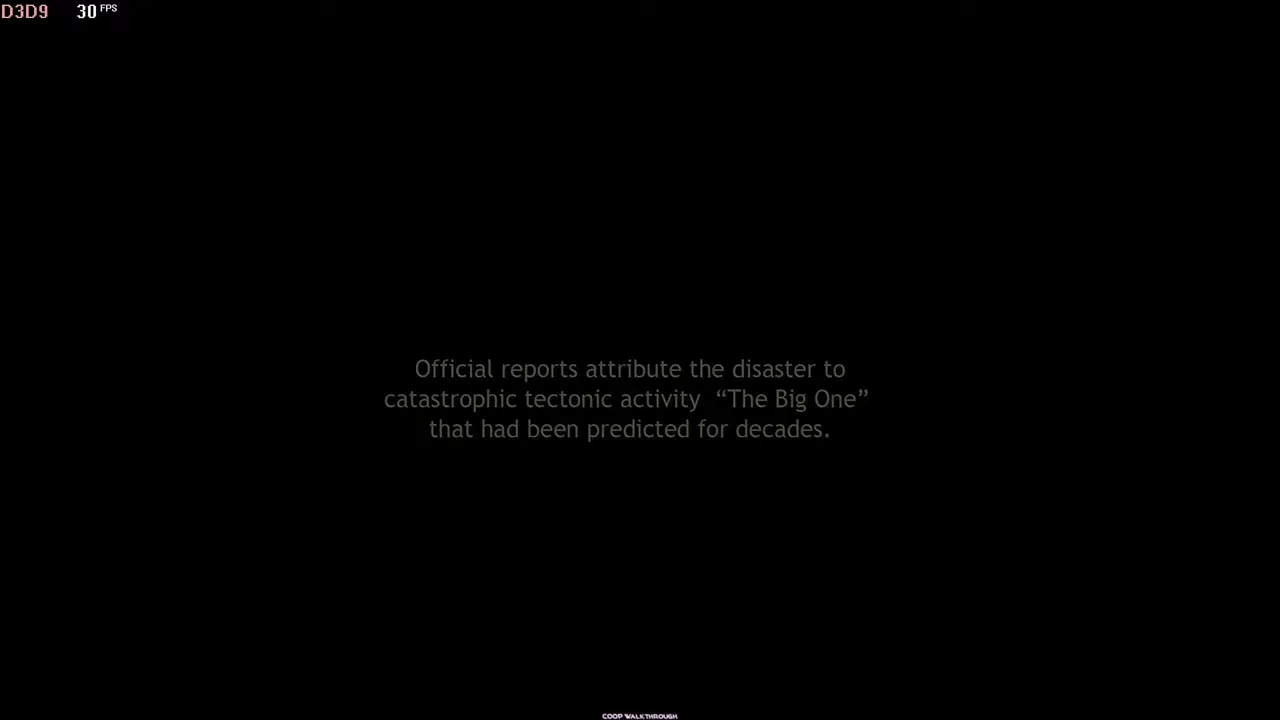 D3D9 30 FPS
Official reports attribute the disaster to
catastrophic tectonic activity “The Big One”
that had been predicted for decades.
COOP WALKTHROUGH